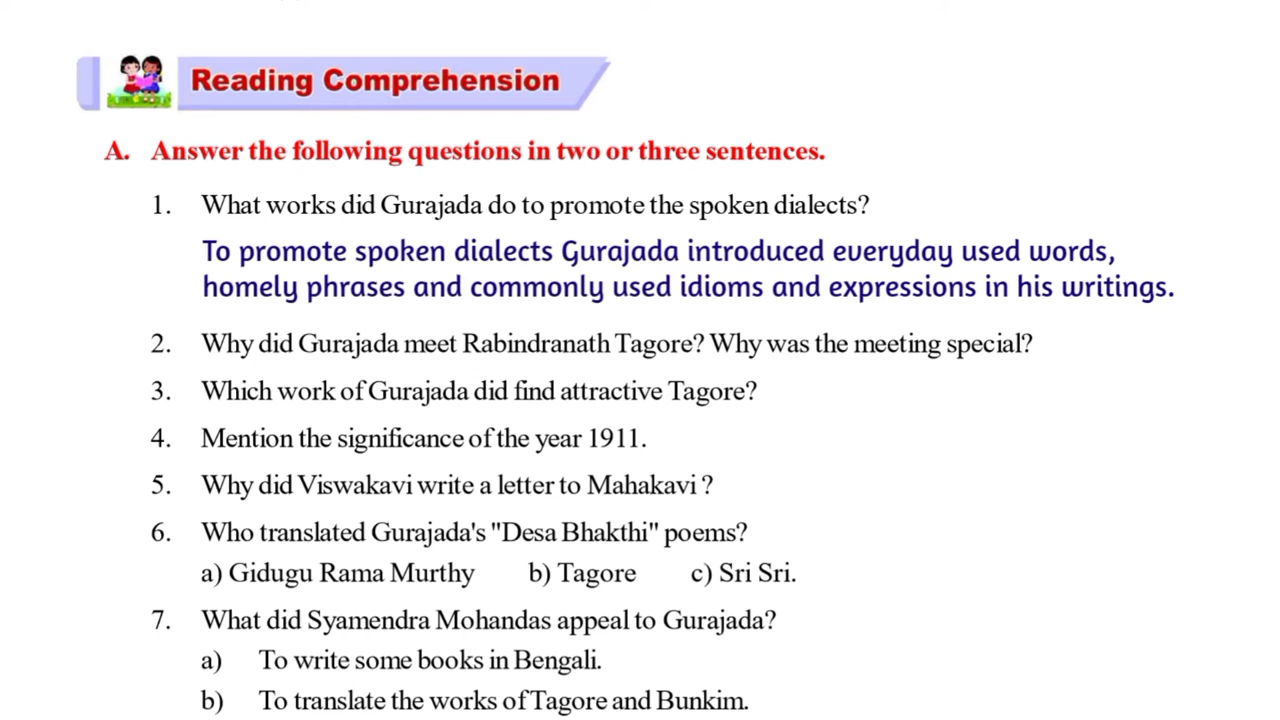 Reading Comprehension
A. Answer the following questions in two or three sentences.
1. What works did Gurajada do to promote the spoken dialects?
To promote spoken dialects Gurajada introduced everyday used words,
homely phrases and commonly used idioms and expressions in his writings.
2. Why did Gurajada meet Rabindranath Tagore? Why was the meeting special?
3. Which work of Gurajada did find attractive Tagore?
4. Mention the significance of the year 1911.
5. Why did Viswakavi write a letter to Mahakavi ?
6. Who translated Gurajada's "Desa Bhakthi" poems?
a) Gidugu Rama Murthy b) Tagore c) Sri Sri.
7. What did Syamendra Mohandas appeal to Gurajada?
a) To write some books in Bengali.
b) To translate the works of Tagore and Bunkim.